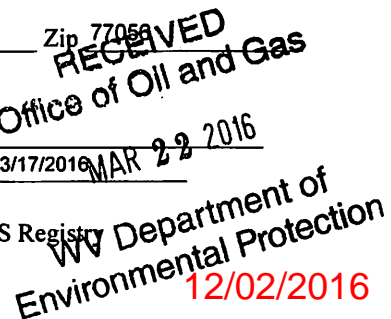 Zip 77056
RECEIVED
Office of Oil and Gas
3/17/2016
MAR 22 2016
S Registry
WV Department of
Environmental Protection
12/02/2016